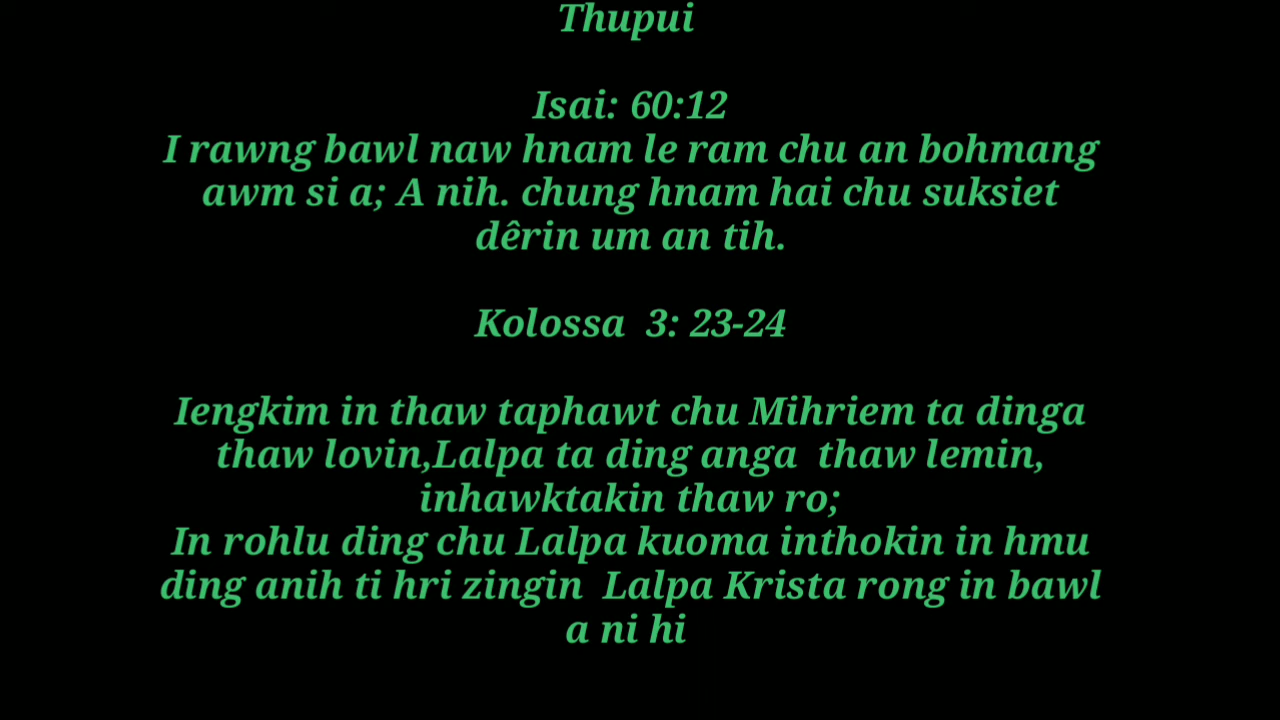 Thupui
Isai: 60:12
I rawng bawl naw hnam le ram chu an bohmang
awm si a; A nih. chung hnam hai chu suksiet
dêrin um an tih.
Kolossa 3: 23-24
Iengkim in thaw taphawt chu Mihriem ta dinga
thaw lovin,Lalpa ta ding anga thaw lemin,
inhawktakin thaw ro;
In rohlu ding chu Lalpa kuoma inthokin in hmu
ding anih ti hri zingin Lalpa Krista rong in bawl
a ni hi